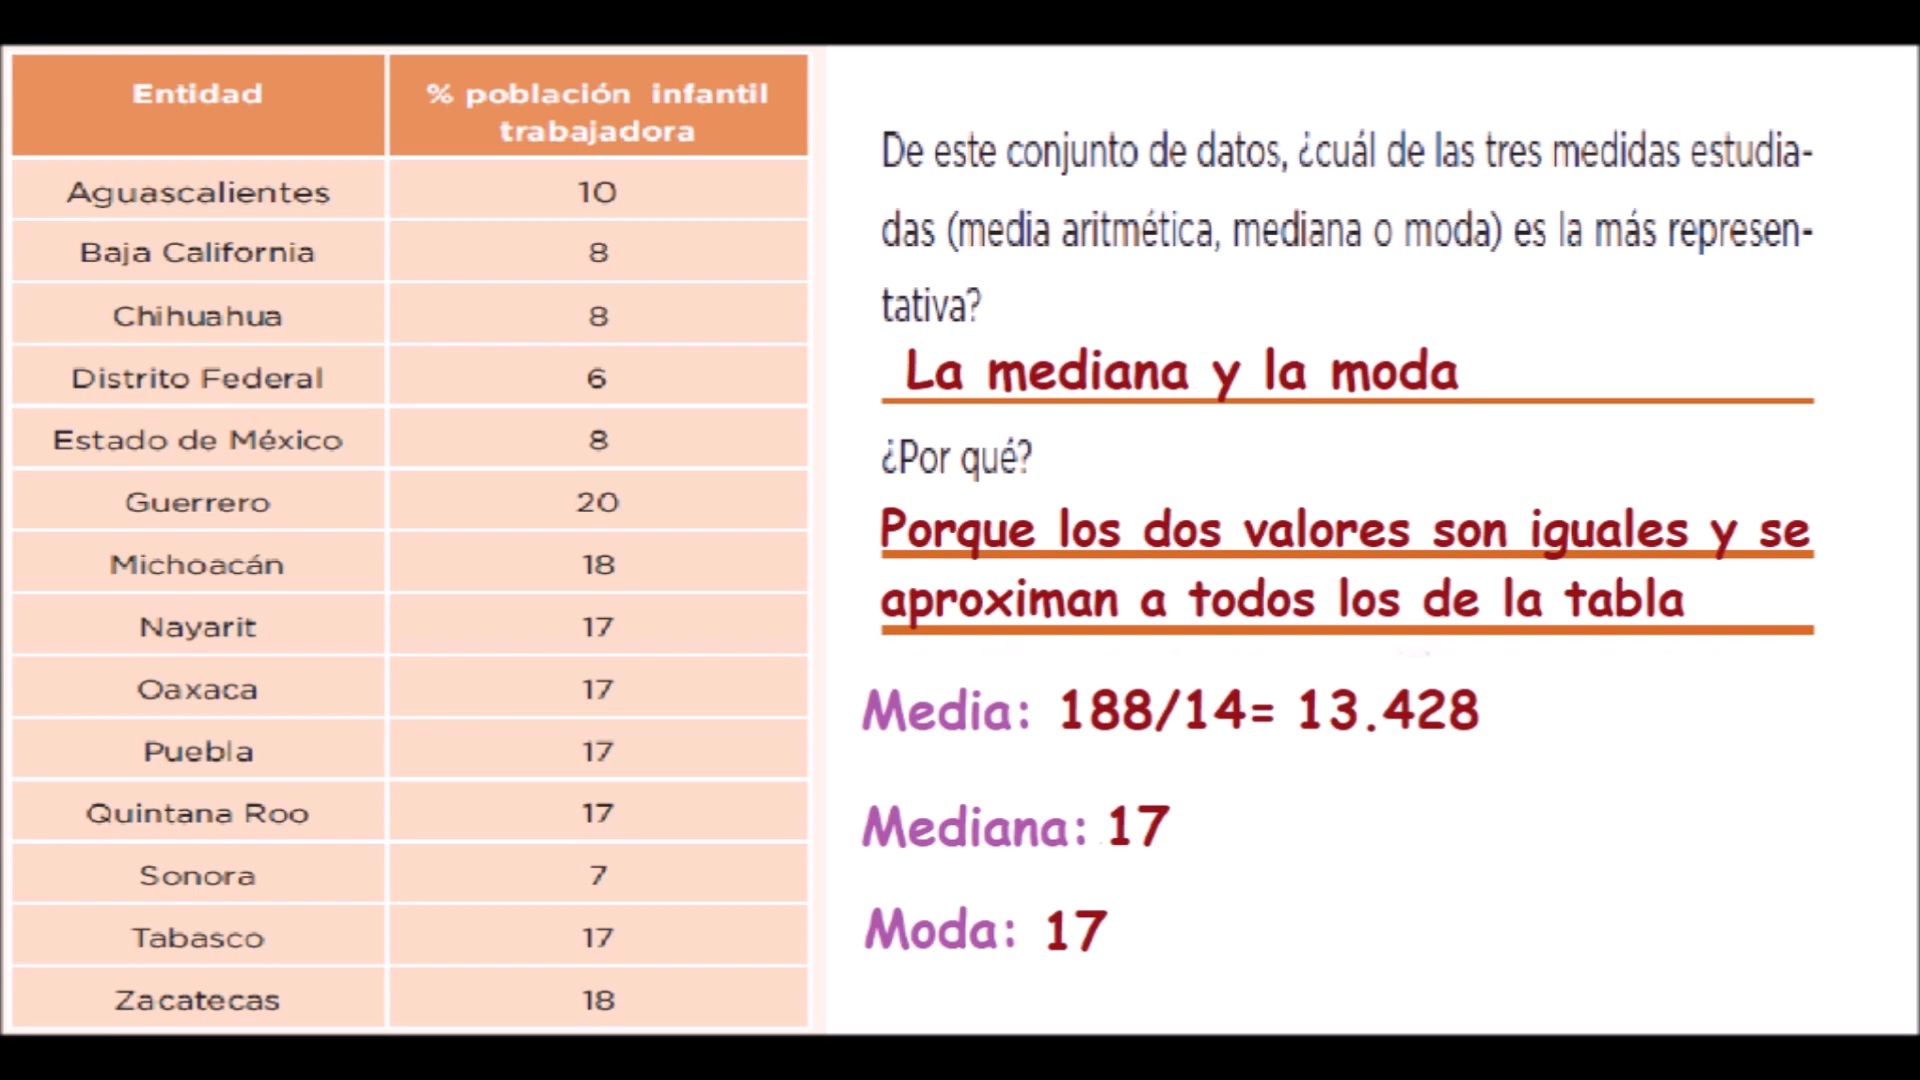 Entidad % población infantil
trabajadora
Aguascalientes 10
Baja California 8
Chihuahua 8
Distrito Federal 6
Estado de México 8
Guerrero 20
Michoacán 18
Nayarit 17
Oaxaca 17
Puebla 17
Quintana Roo 17
Sonora 7
Tabasco 17
Zacatecas 18
De este conjunto de datos, ¿cuál de las tres medidas estudia-
das (media aritmética, mediana o moda) es la más represen-
tativa?
La mediana y la moda
¿Por qué?
Porque los dos valores son iguales y se
aproximan a todos los de la tabla
Media: 188/14= 13.428
Mediana: 17
Moda: 17